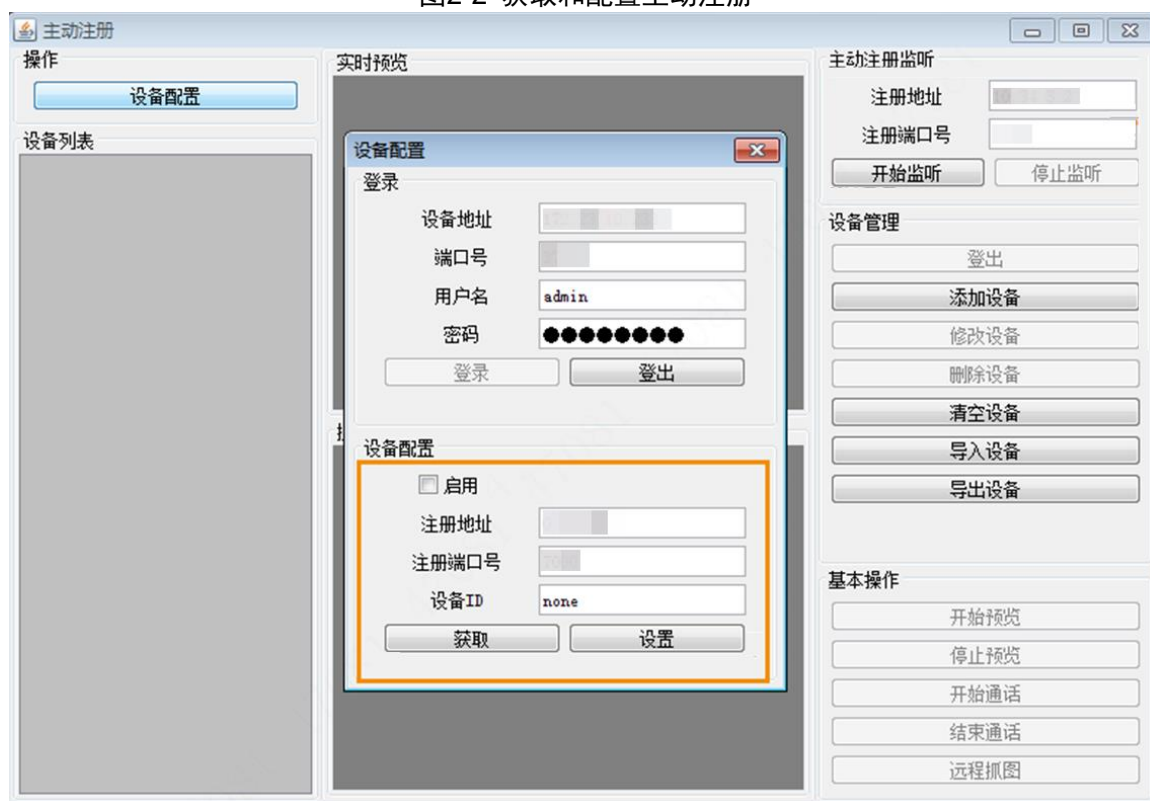 图2-2 获取和配置主动注册
主动注册
操作
设备配置
设备列表
实时预览
设备配置
登录
设备地址
端口号
用户名 admin
密码 ●●●●●●●●
登录 登出
设备配置
启用
注册地址
注册端口号
设备ID none
获取 设置
主动注册监听
注册地址
注册端口号
开始监听 停止监听
设备管理
登出
添加设备
修改设备
删除设备
清空设备
导入设备
导出设备
基本操作
开始预览
停止预览
开始通话
结束通话
远程抓图